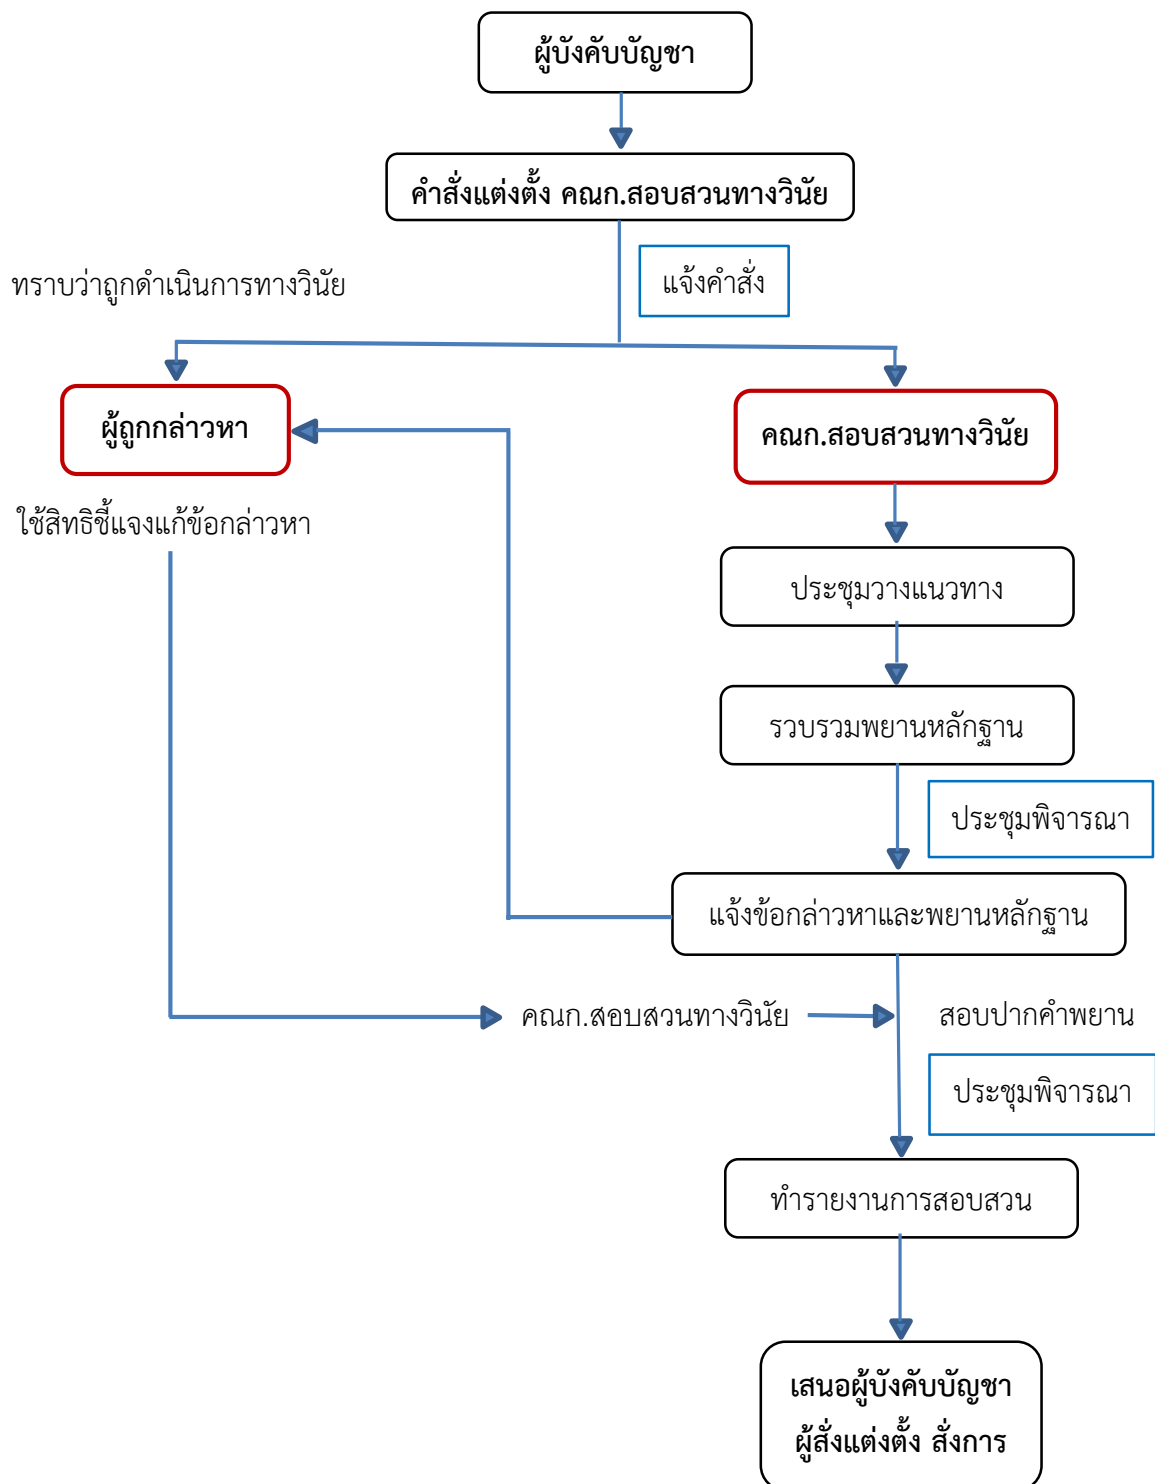 ผู้บังคับบัญชา
คำสั่งแต่งตั้ง คณก.สอบสวนทางวินัย
แจ้งคำสั่ง
ทราบว่าถูกดำเนินการทางวินัย
ผู้ถูกกล่าวหา
คณก.สอบสวนทางวินัย
ใช้สิทธิชี้แจงแก้ข้อกล่าวหา
ประชุมวางแนวทาง
รวบรวมพยานหลักฐาน
ประชุมพิจารณา
แจ้งข้อกล่าวหาและพยานหลักฐาน
คณก.สอบสวนทางวินัย
สอบปากคำพยาน
ประชุมพิจารณา
ทำรายงานการสอบสวน
เสนอผู้บังคับบัญชา
ผู้สั่งแต่งตั้ง สั่งการ